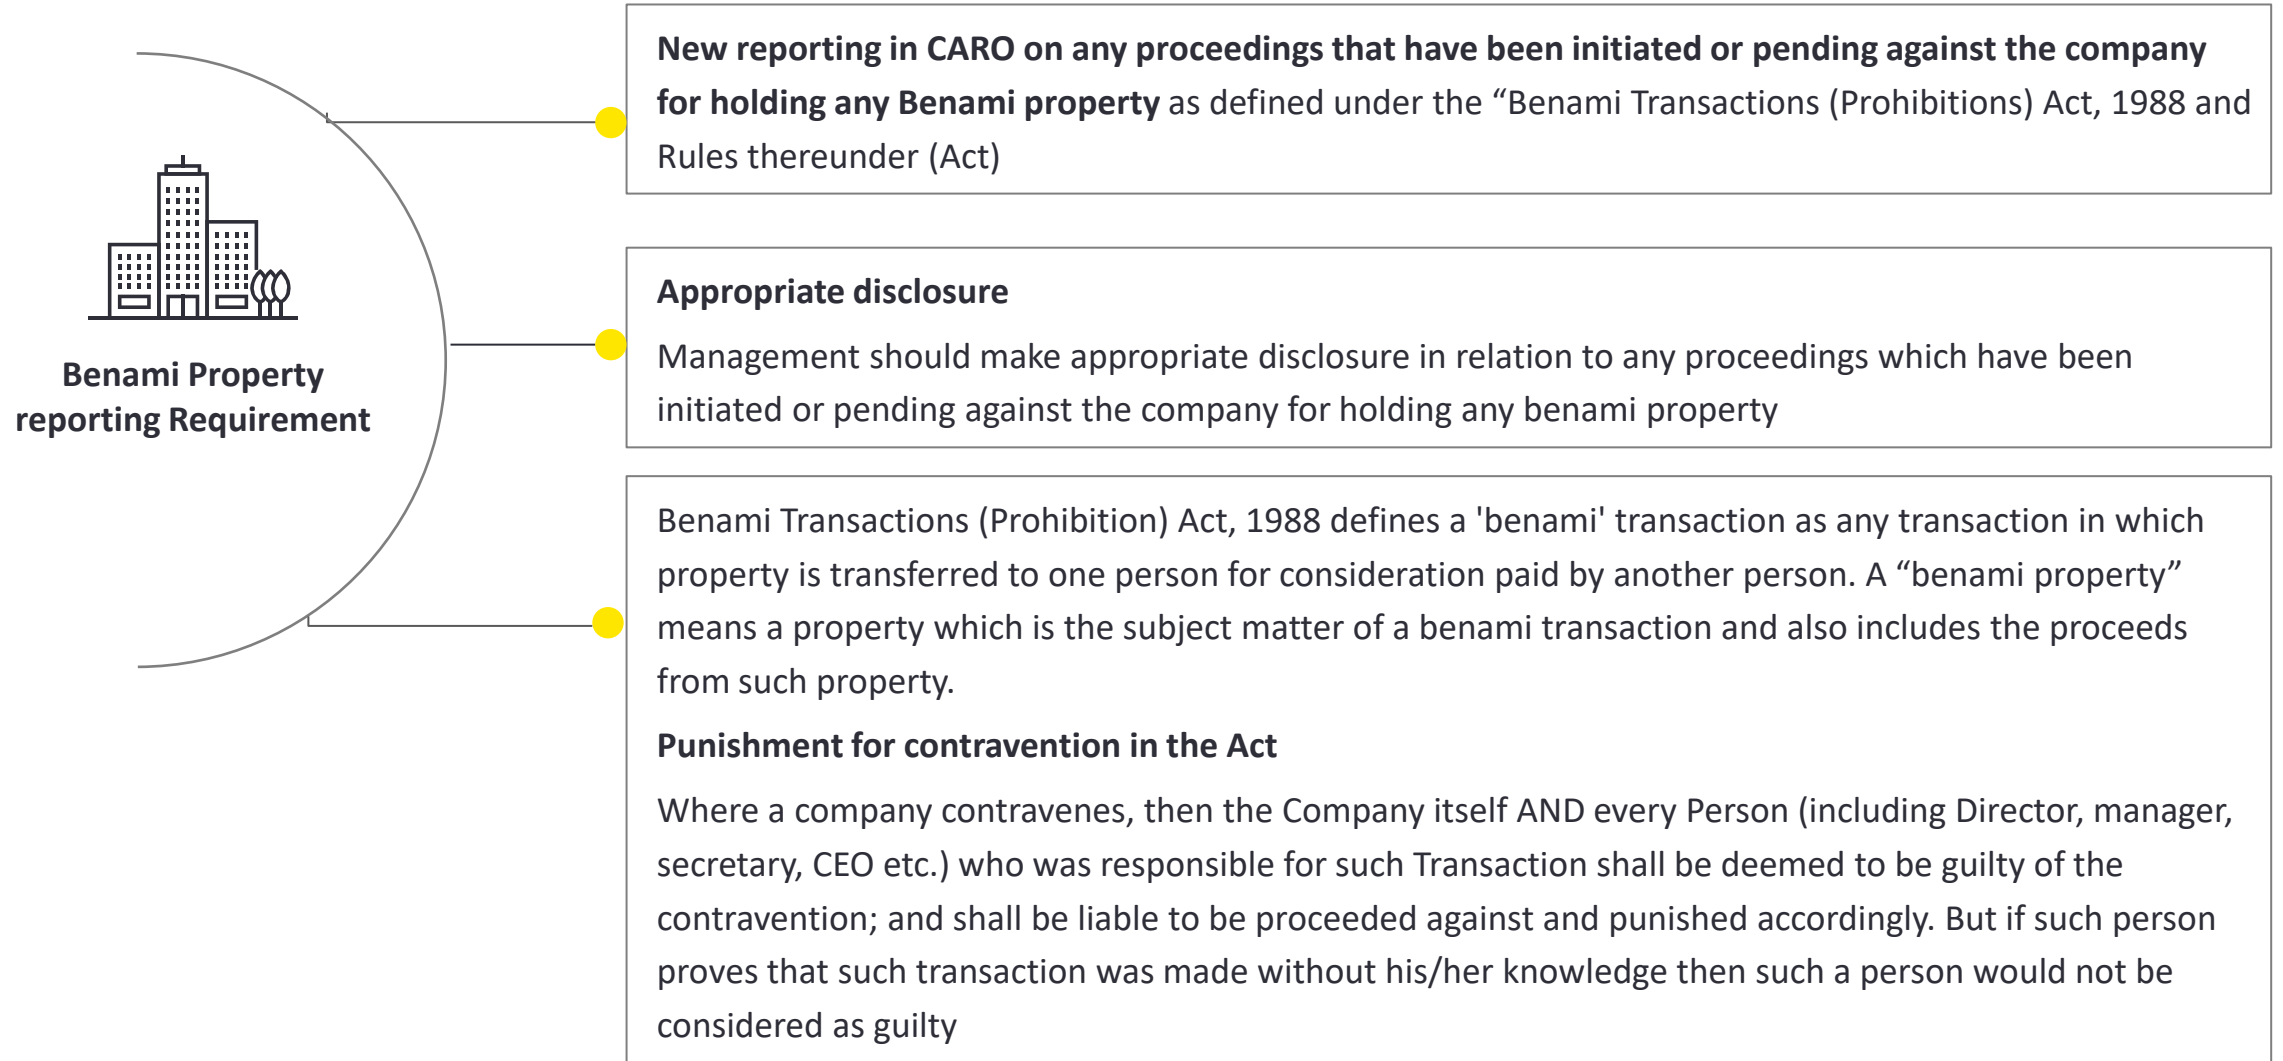 Benami Property
reporting Requirement
New reporting in CARO on any proceedings that have been initiated or pending against the company
for holding any Benami property as defined under the “Benami Transactions (Prohibitions) Act, 1988 and
Rules thereunder (Act)
Appropriate disclosure
Management should make appropriate disclosure in relation to any proceedings which have been
initiated or pending against the company for holding any benami property
Benami Transactions (Prohibition) Act, 1988 defines a 'benami' transaction as any transaction in which
property is transferred to one person for consideration paid by another person. A “benami property”
means a property which is the subject matter of a benami transaction and also includes the proceeds
from such property.
Punishment for contravention in the Act
Where a company contravenes, then the Company itself AND every Person (including Director, manager,
secretary, CEO etc.) who was responsible for such Transaction shall be deemed to be guilty of the
contravention; and shall be liable to be proceeded against and punished accordingly. But if such person
proves that such transaction was made without his/her knowledge then such a person would not be
considered as guilty